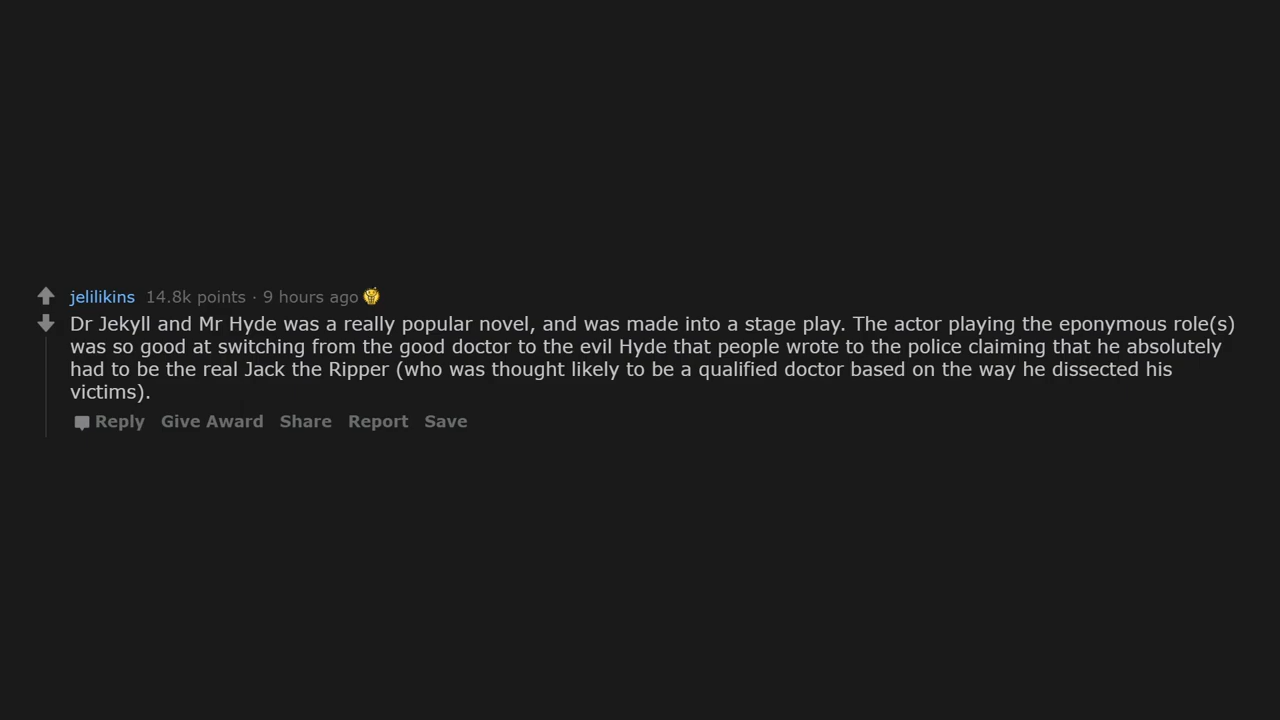 jelilikins 14.8k points · 9 hours ago
Dr Jekyll and Mr Hyde was a really popular novel, and was made into a stage play. The actor playing the eponymous role(s)
was so good at switching from the good doctor to the evil Hyde that people wrote to the police claiming that he absolutely
had to be the real Jack the Ripper (who was thought likely to be a qualified doctor based on the way he dissected his
victims).
Reply Give Award Share Report Save